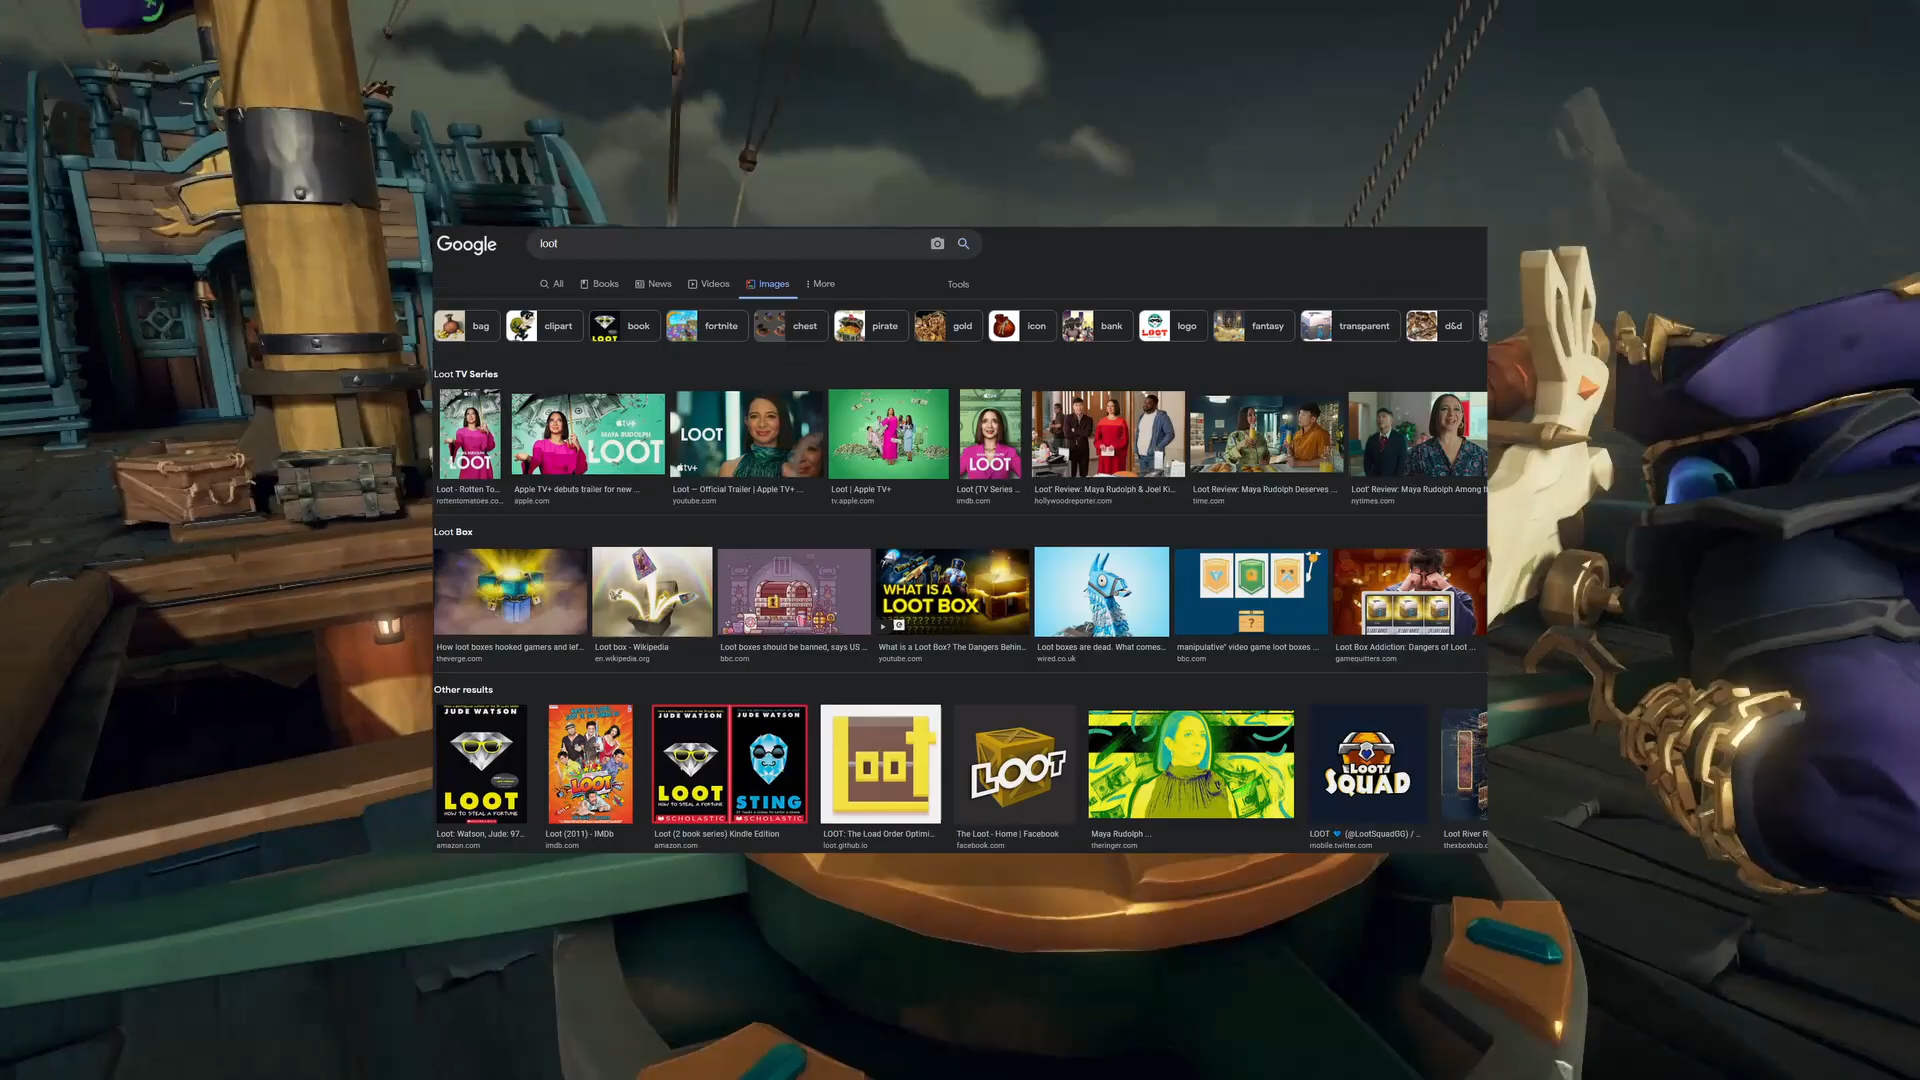 Google
loot
All Books News Videos Images More Tools
bag clipart book fortnite chest pirate gold icon bank logo fantasy transparent d&d
Loot TV Series
LOOT
tv+
MAYA RUDOLPH
LOOT
LOOT
tv+
LOOT
Loot - Rotten To...
rottentomatoes.co...
Apple TV+ debuts trailer for new ...
apple.com
Loot — Official Trailer | Apple TV+ ...
youtube.com
Loot | Apple TV+
tv.apple.com
Loot (TV Series ...
imdb.com
Loot' Review: Maya Rudolph & Joel Ki...
hollywoodreporter.com
Loot Review: Maya Rudolph Deserves ...
time.com
Loot' Review: Maya Rudolph Among
nytimes.com
Loot Box
WHAT IS A
LOOT BOX
How loot boxes hooked gamers and lef...
theverge.com
Loot box - Wikipedia
en.wikipedia.org
Loot boxes should be banned, says US ...
bbc.com
What is a Loot Box? The Dangers Behin...
youtube.com
Loot boxes are dead. What comes...
wired.co.uk
manipulative" video game loot boxes ...
bbc.com
Loot Box Addiction: Dangers of Loot ...
gamequitters.com
Other results
JUDE WATSON
LOOT
HOW TO STEAL A FORTUNE
LOOT
JUDE WATSON
LOOT
HOW TO STEAL A FORTUNE
SCHOLASTIC
JUDE WATSON
STING
SCHOLASTIC
Loot
LOOT
LOOT
SQUAD
Loot: Watson, Jude: 97...
amazon.com
Loot (2011) - IMDb
imdb.com
Loot (2 book series) Kindle Edition
amazon.com
LOOT: The Load Order Optimi...
loot.github.io
The Loot - Home | Facebook
facebook.com
Maya Rudolph ...
theringer.com
LOOT 💙 (@LootSquadGG) / ...
mobile.twitter.com
Loot River R
thexboxhub.c